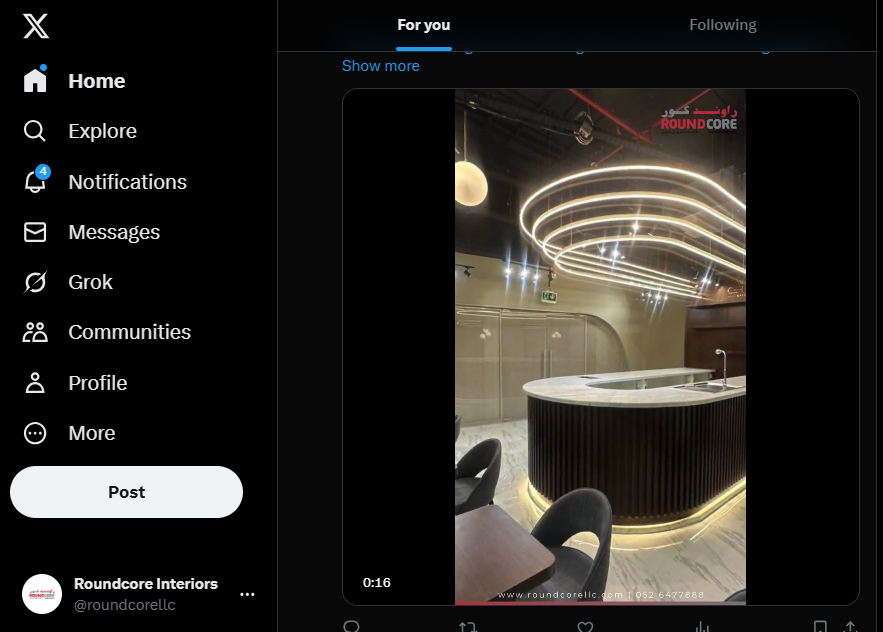 For you
Following
Show more
Home
Explore
4
Notifications
Messages
Grok
Communities
Profile
More
Post
Roundcore Interiors
@roundcorellc
راوند كور
ROUNDCORE
0:16
www.roundcorellc.com | 052 6477888